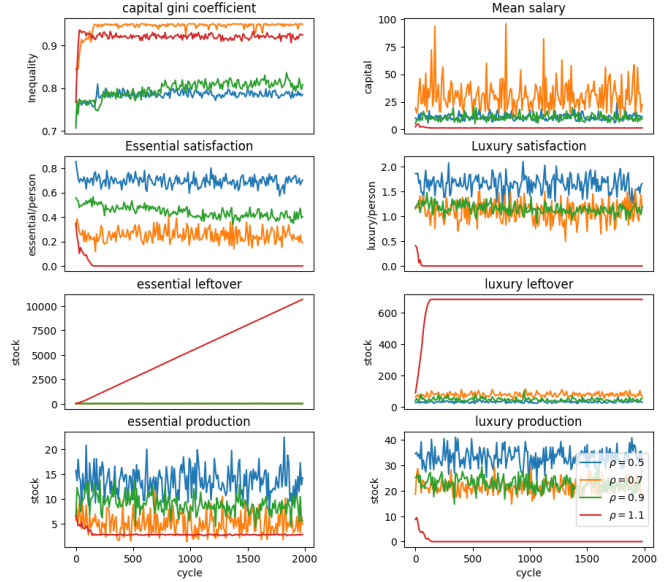 capital gini coefficient
Inequality
0.9
0.8
0.7
Mean salary
capital
100
75
50
25
0
Essential satisfaction
essential/person
0.8
0.6
0.4
0.2
0.0
Luxury satisfaction
luxury/person
2.0
1.5
1.0
0.5
0.0
essential leftover
stock
10000
7500
5000
2500
0
luxury leftover
stock
600
400
200
0
essential production
stock
20
15
10
5
0 500 1000 1500 2000
cycle
luxury production
stock
40
30
20
10
0
ρ = 0.5
ρ = 0.7
ρ = 0.9
ρ = 1.1
0 500 1000 1500 2000
cycle